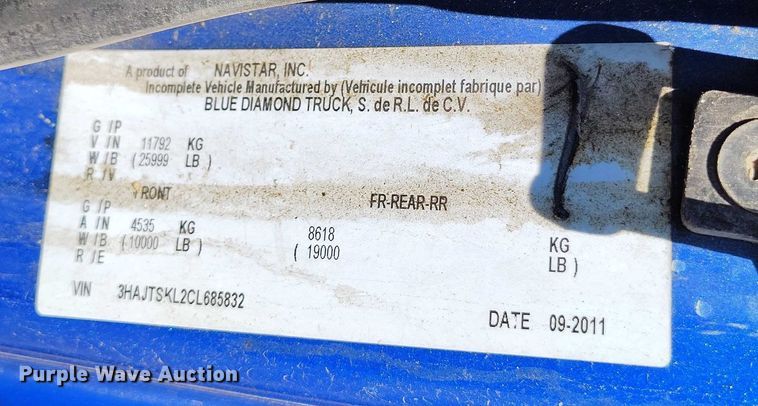 A product of NAVISTAR, INC.
Incomplete Vehicle Manufactured by (Vehicule incomplet fabrique par)
BLUE DIAMOND TRUCK, S. de R.L. de C.V.
G /P
V /N 11792 KG
W /B ( 25999 LB )
R /V
FRONT FR-REAR-RR
G /P
A /N 4535 KG 8618 KG
W /B ( 10000 LB ) ( 19000 LB )
R /E
VIN 3HAJTSKL2CL685832 DATE 09-2011
Purple Wave Auction